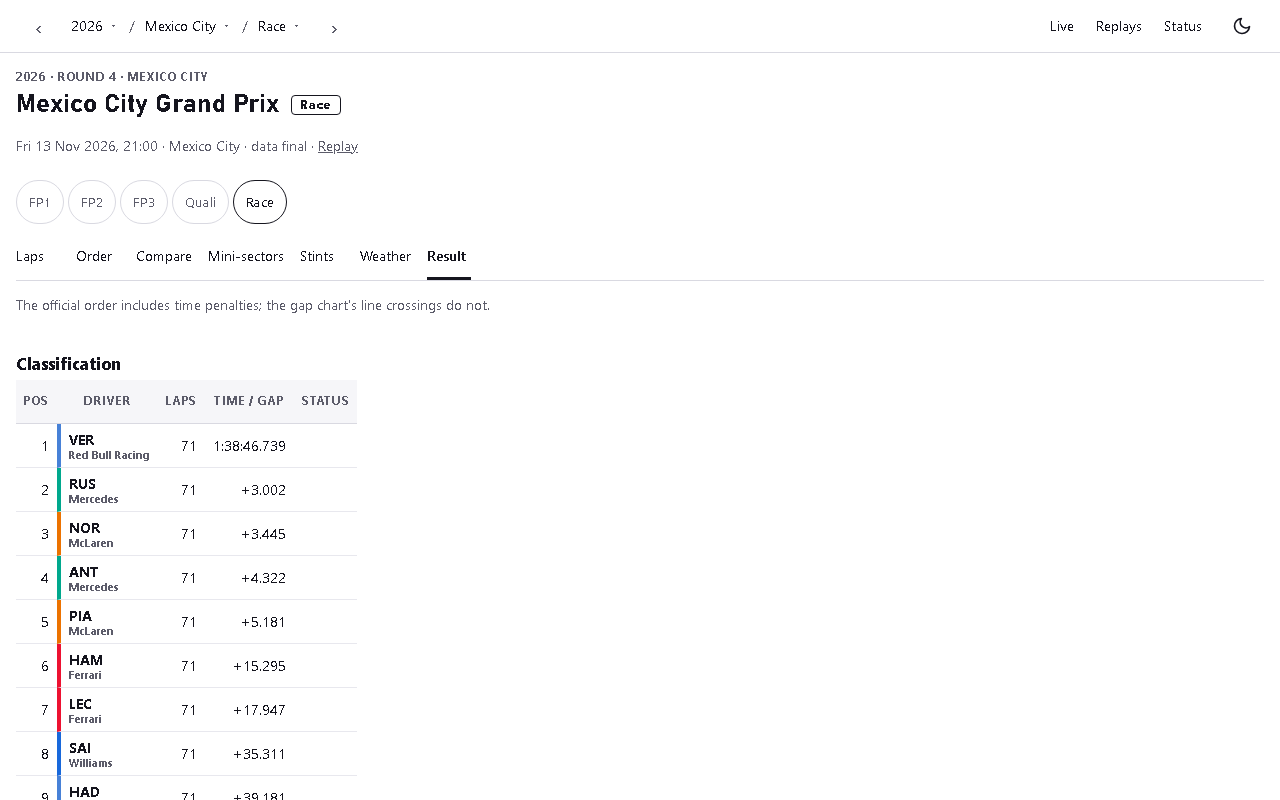 2026 / Mexico City / Race
Live Replays Status
2026 · ROUND 4 · MEXICO CITY
Mexico City Grand Prix Race
Fri 13 Nov 2026, 21:00 · Mexico City · data final · Replay
FP1 FP2 FP3 Quali Race
Laps Order Compare Mini-sectors Stints Weather Result
The official order includes time penalties; the gap chart's line crossings do not.
Classification
POS DRIVER LAPS TIME / GAP STATUS
1 VER 71 1:38:46.739
Red Bull Racing
2 RUS 71 +3.002
Mercedes
3 NOR 71 +3.445
McLaren
4 ANT 71 +4.322
Mercedes
5 PIA 71 +5.181
McLaren
6 HAM 71 +15.295
Ferrari
7 LEC 71 +17.947
Ferrari
8 SAI 71 +35.311
Williams
9 HAD 71 +39.181